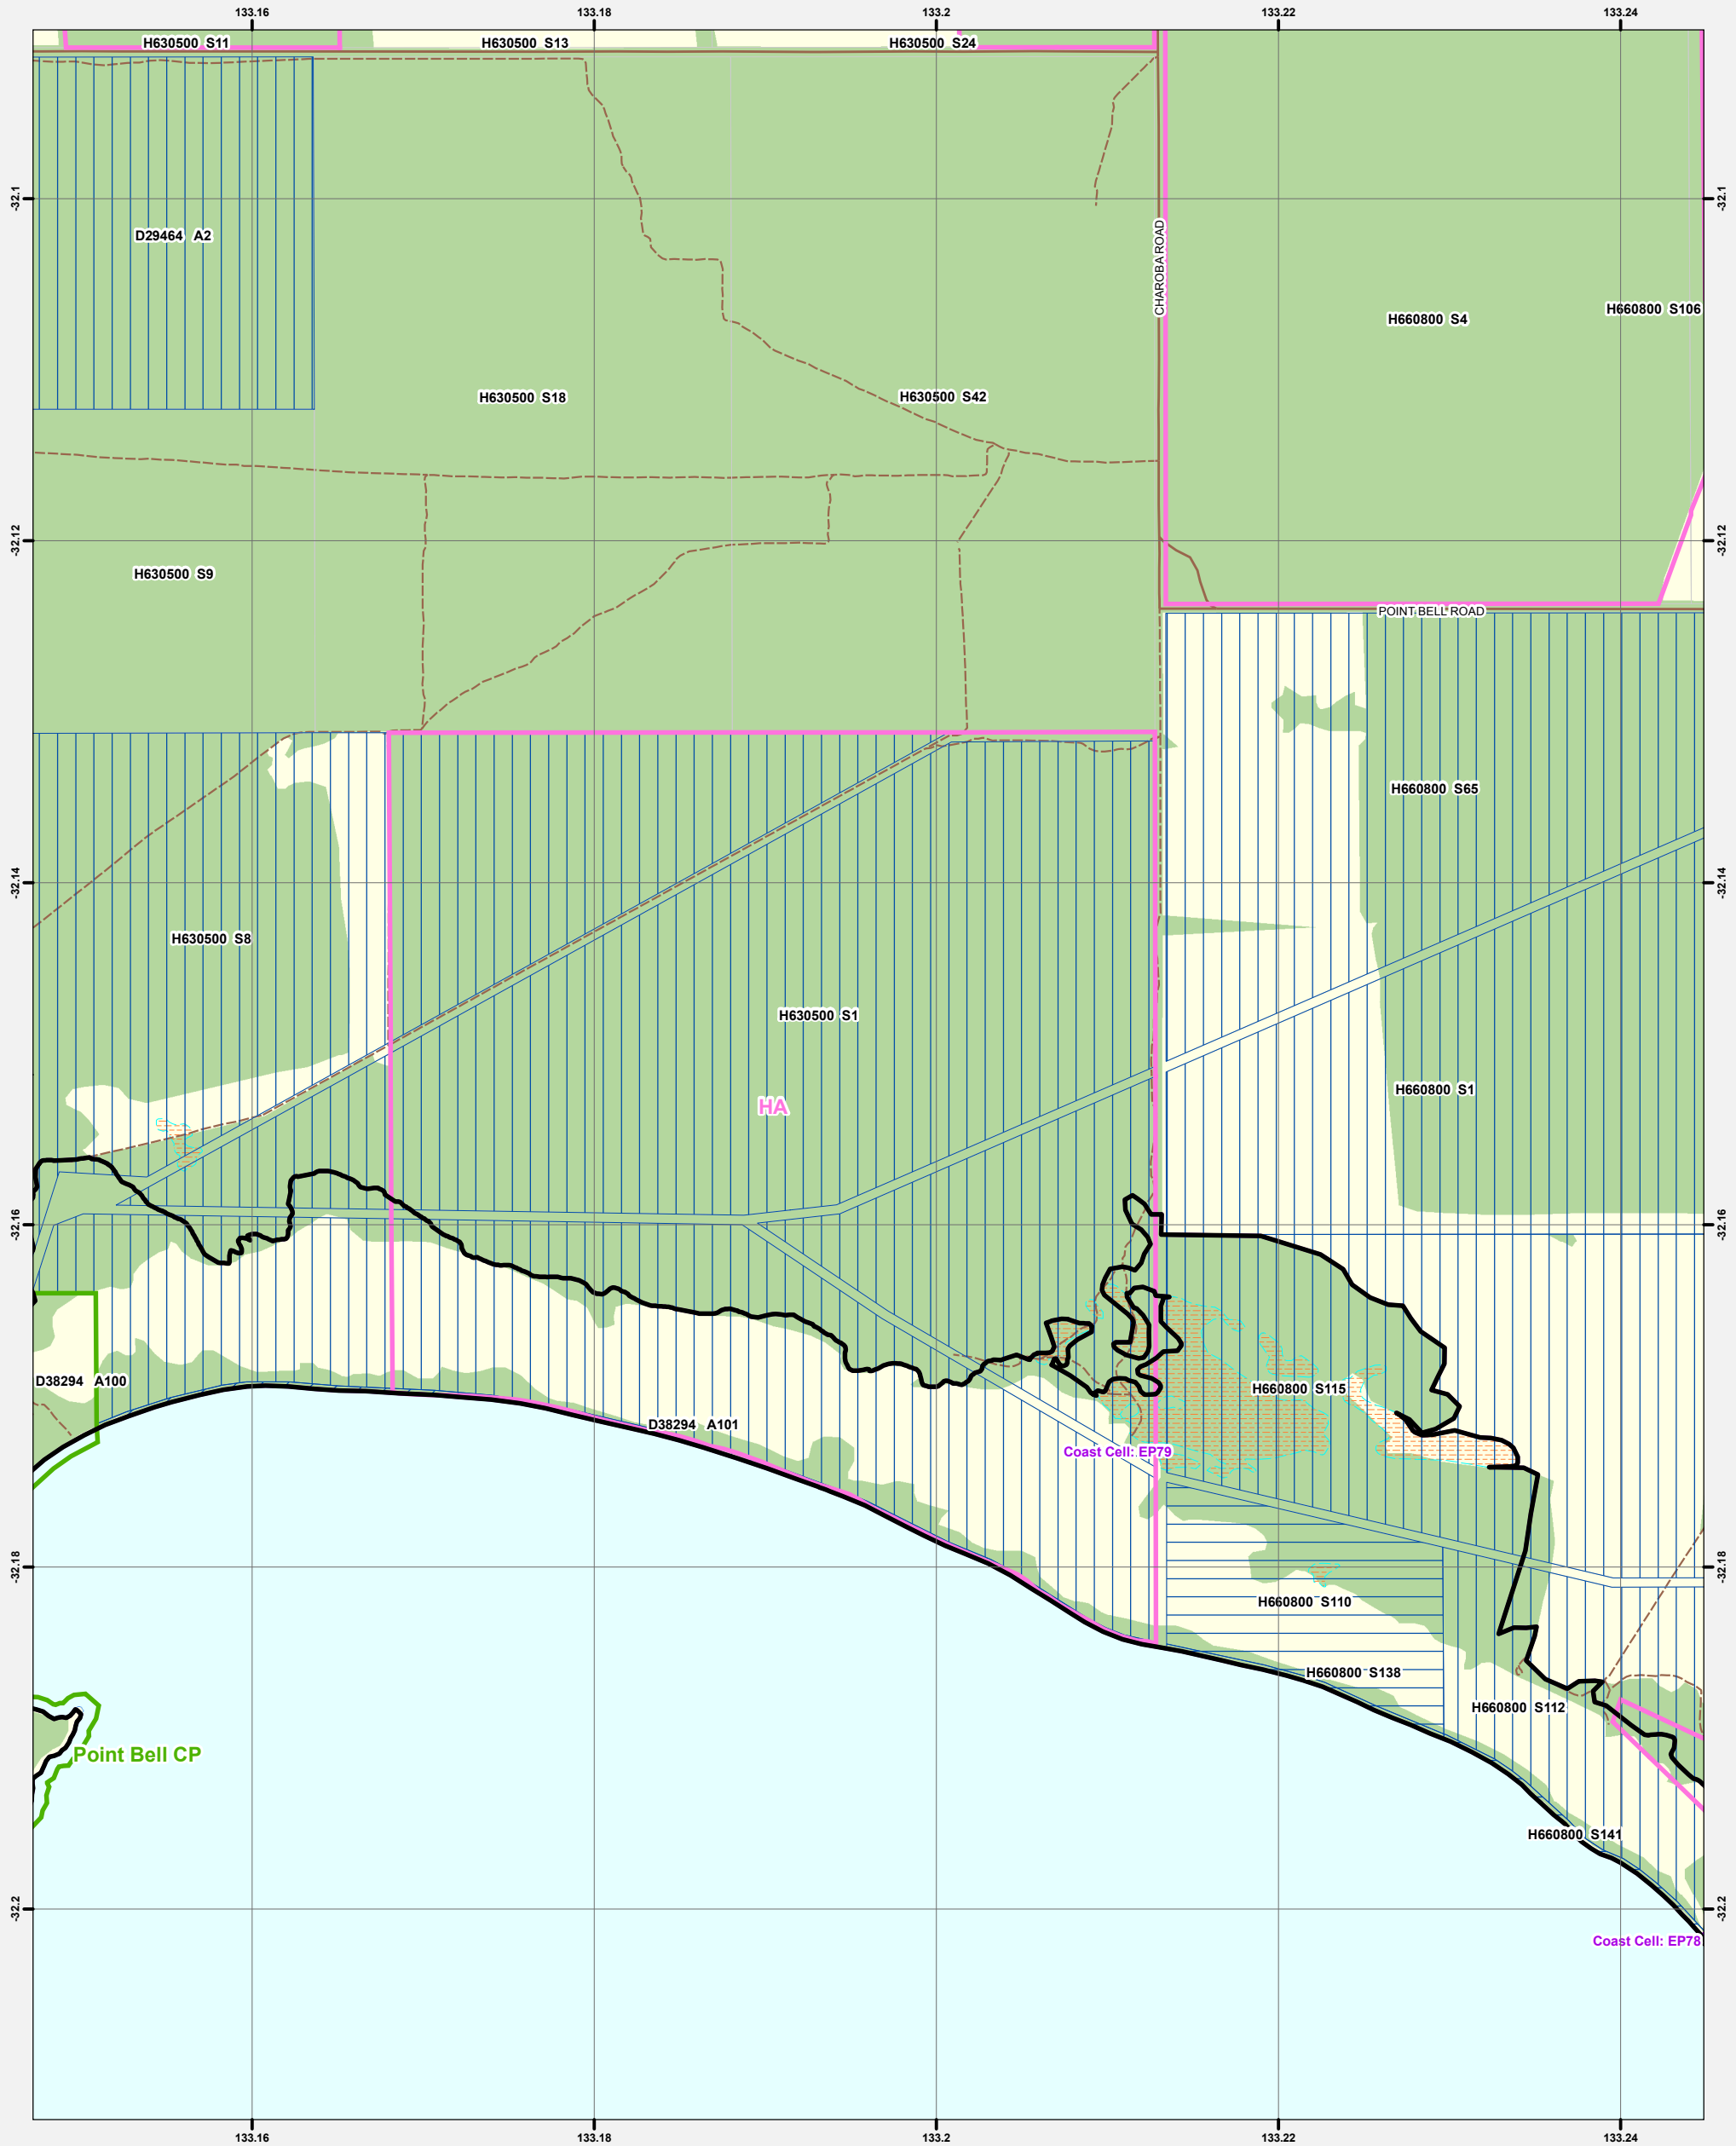 133.16 133.18 133.2 133.22 133.24
H630500 S11 H630500 S13 H630500 S24
-32.1 -32.1
D29464 A2
CHAROBA ROAD
H660800 S106
H660800 S4
H630500 S18 H630500 S42
-32.12 -32.12
H630500 S9
POINT BELL ROAD
H660800 S65
-32.14 -32.14
H630500 S8
H630500 S1
H660800 S1
HA
-32.16 -32.16
D38294 A100
H660800 S115
D38294 A101
Coast Cell: EP79
-32.18 -32.18
H660800 S110
H660800 S138
H660800 S112
Point Bell CP
H660800 S141
-32.2 -32.2
Coast Cell: EP78
133.16 133.18 133.2 133.22 133.24